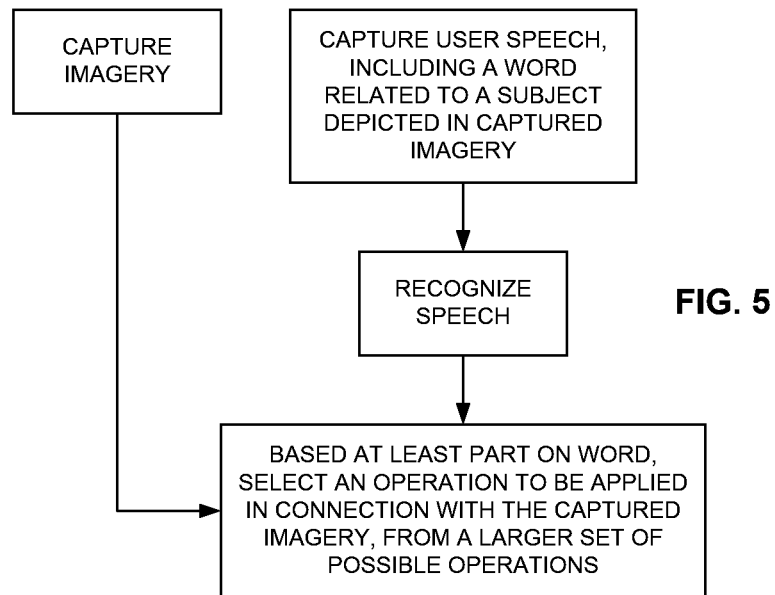 CAPTURE
IMAGERY
CAPTURE USER SPEECH,
INCLUDING A WORD
RELATED TO A SUBJECT
DEPICTED IN CAPTURED
IMAGERY
RECOGNIZE
SPEECH
FIG. 5
BASED AT LEAST PART ON WORD,
SELECT AN OPERATION TO BE APPLIED
IN CONNECTION WITH THE CAPTURED
IMAGERY, FROM A LARGER SET OF
POSSIBLE OPERATIONS